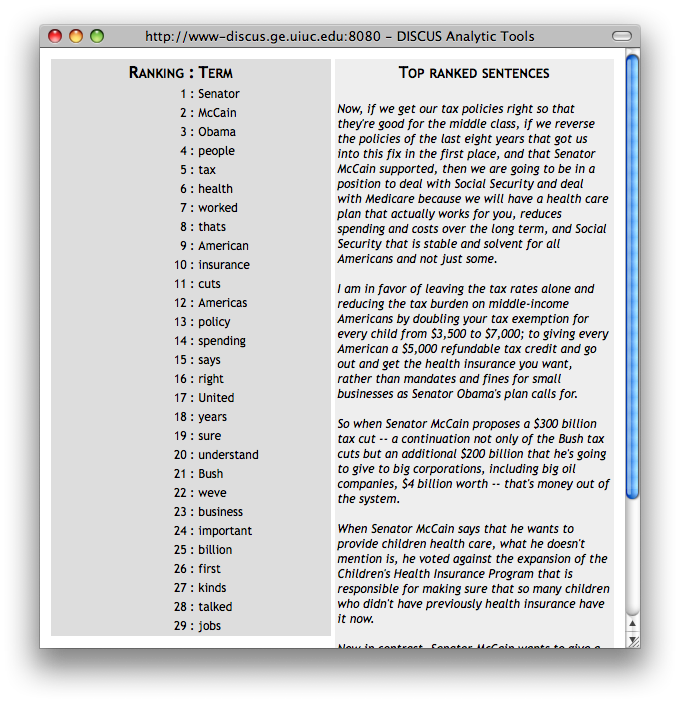 http://www-discus.ge.uiuc.edu:8080 – DISCUS Analytic Tools
Ranking : Term
1 : Senator
2 : McCain
3 : Obama
4 : people
5 : tax
6 : health
7 : worked
8 : thats
9 : American
10 : insurance
11 : cuts
12 : Americas
13 : policy
14 : spending
15 : says
16 : right
17 : United
18 : years
19 : sure
20 : understand
21 : Bush
22 : weve
23 : business
24 : important
25 : billion
26 : first
27 : kinds
28 : talked
29 : jobs
Top ranked sentences
Now, if we get our tax policies right so that
they're good for the middle class, if we reverse
the policies of the last eight years that got us
into this fix in the first place, and that Senator
McCain supported, then we are going to be in a
position to deal with Social Security and deal
with Medicare because we will have a health care
plan that actually works for you, reduces
spending and costs over the long term, and Social
Security that is stable and solvent for all
Americans and not just some.
I am in favor of leaving the tax rates alone and
reducing the tax burden on middle-income
Americans by doubling your tax exemption for
every child from $3,500 to $7,000; to giving every
American a $5,000 refundable tax credit and go
out and get the health insurance you want,
rather than mandates and fines for small
businesses as Senator Obama's plan calls for.
So when Senator McCain proposes a $300 billion
tax cut -- a continuation not only of the Bush tax
cuts but an additional $200 billion that he's going
to give to big corporations, including big oil
companies, $4 billion worth -- that's money out of
the system.
When Senator McCain says that he wants to
provide children health care, what he doesn't
mention is, he voted against the expansion of the
Children's Health Insurance Program that is
responsible for making sure that so many children
who didn't have previously health insurance have
it now.
Now in contrast, Senator McCain wants to give a